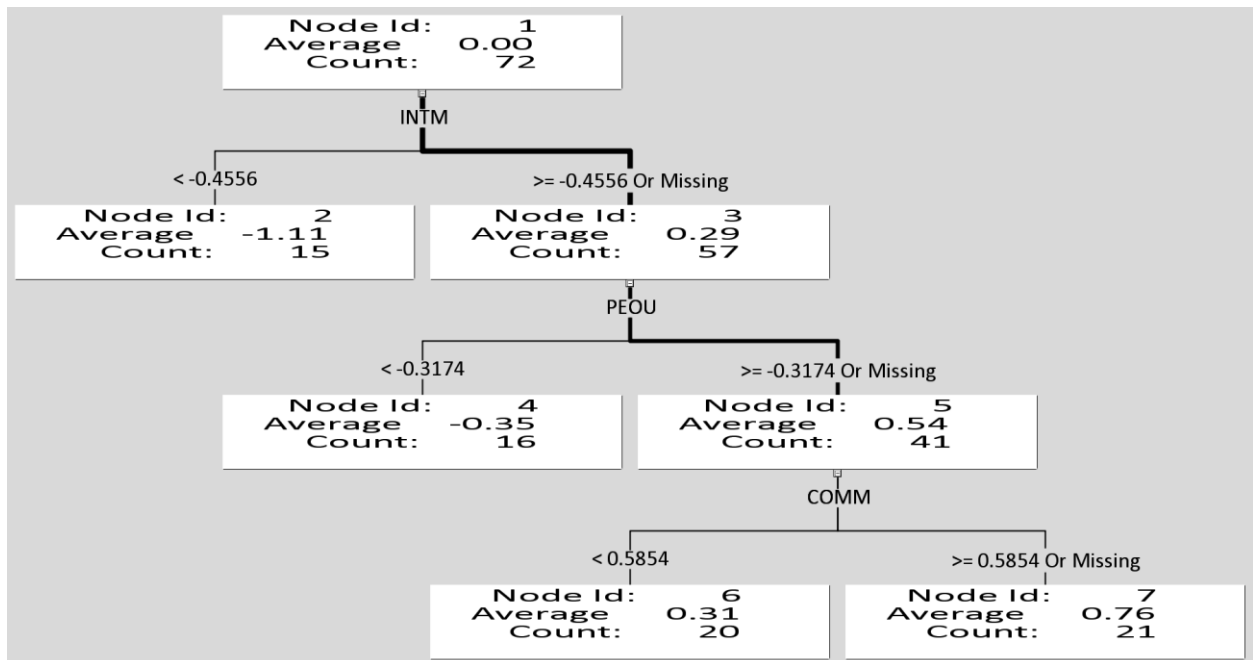 Node Id: 1
Average 0.00
Count: 72
INTM
< -0.4556
>= -0.4556 Or Missing
Node Id: 2
Average -1.11
Count: 15
Node Id: 3
Average 0.29
Count: 57
PEOU
< -0.3174
>= -0.3174 Or Missing
Node Id: 4
Average -0.35
Count: 16
Node Id: 5
Average 0.54
Count: 41
COMM
< 0.5854
>= 0.5854 Or Missing
Node Id: 6
Average 0.31
Count: 20
Node Id: 7
Average 0.76
Count: 21